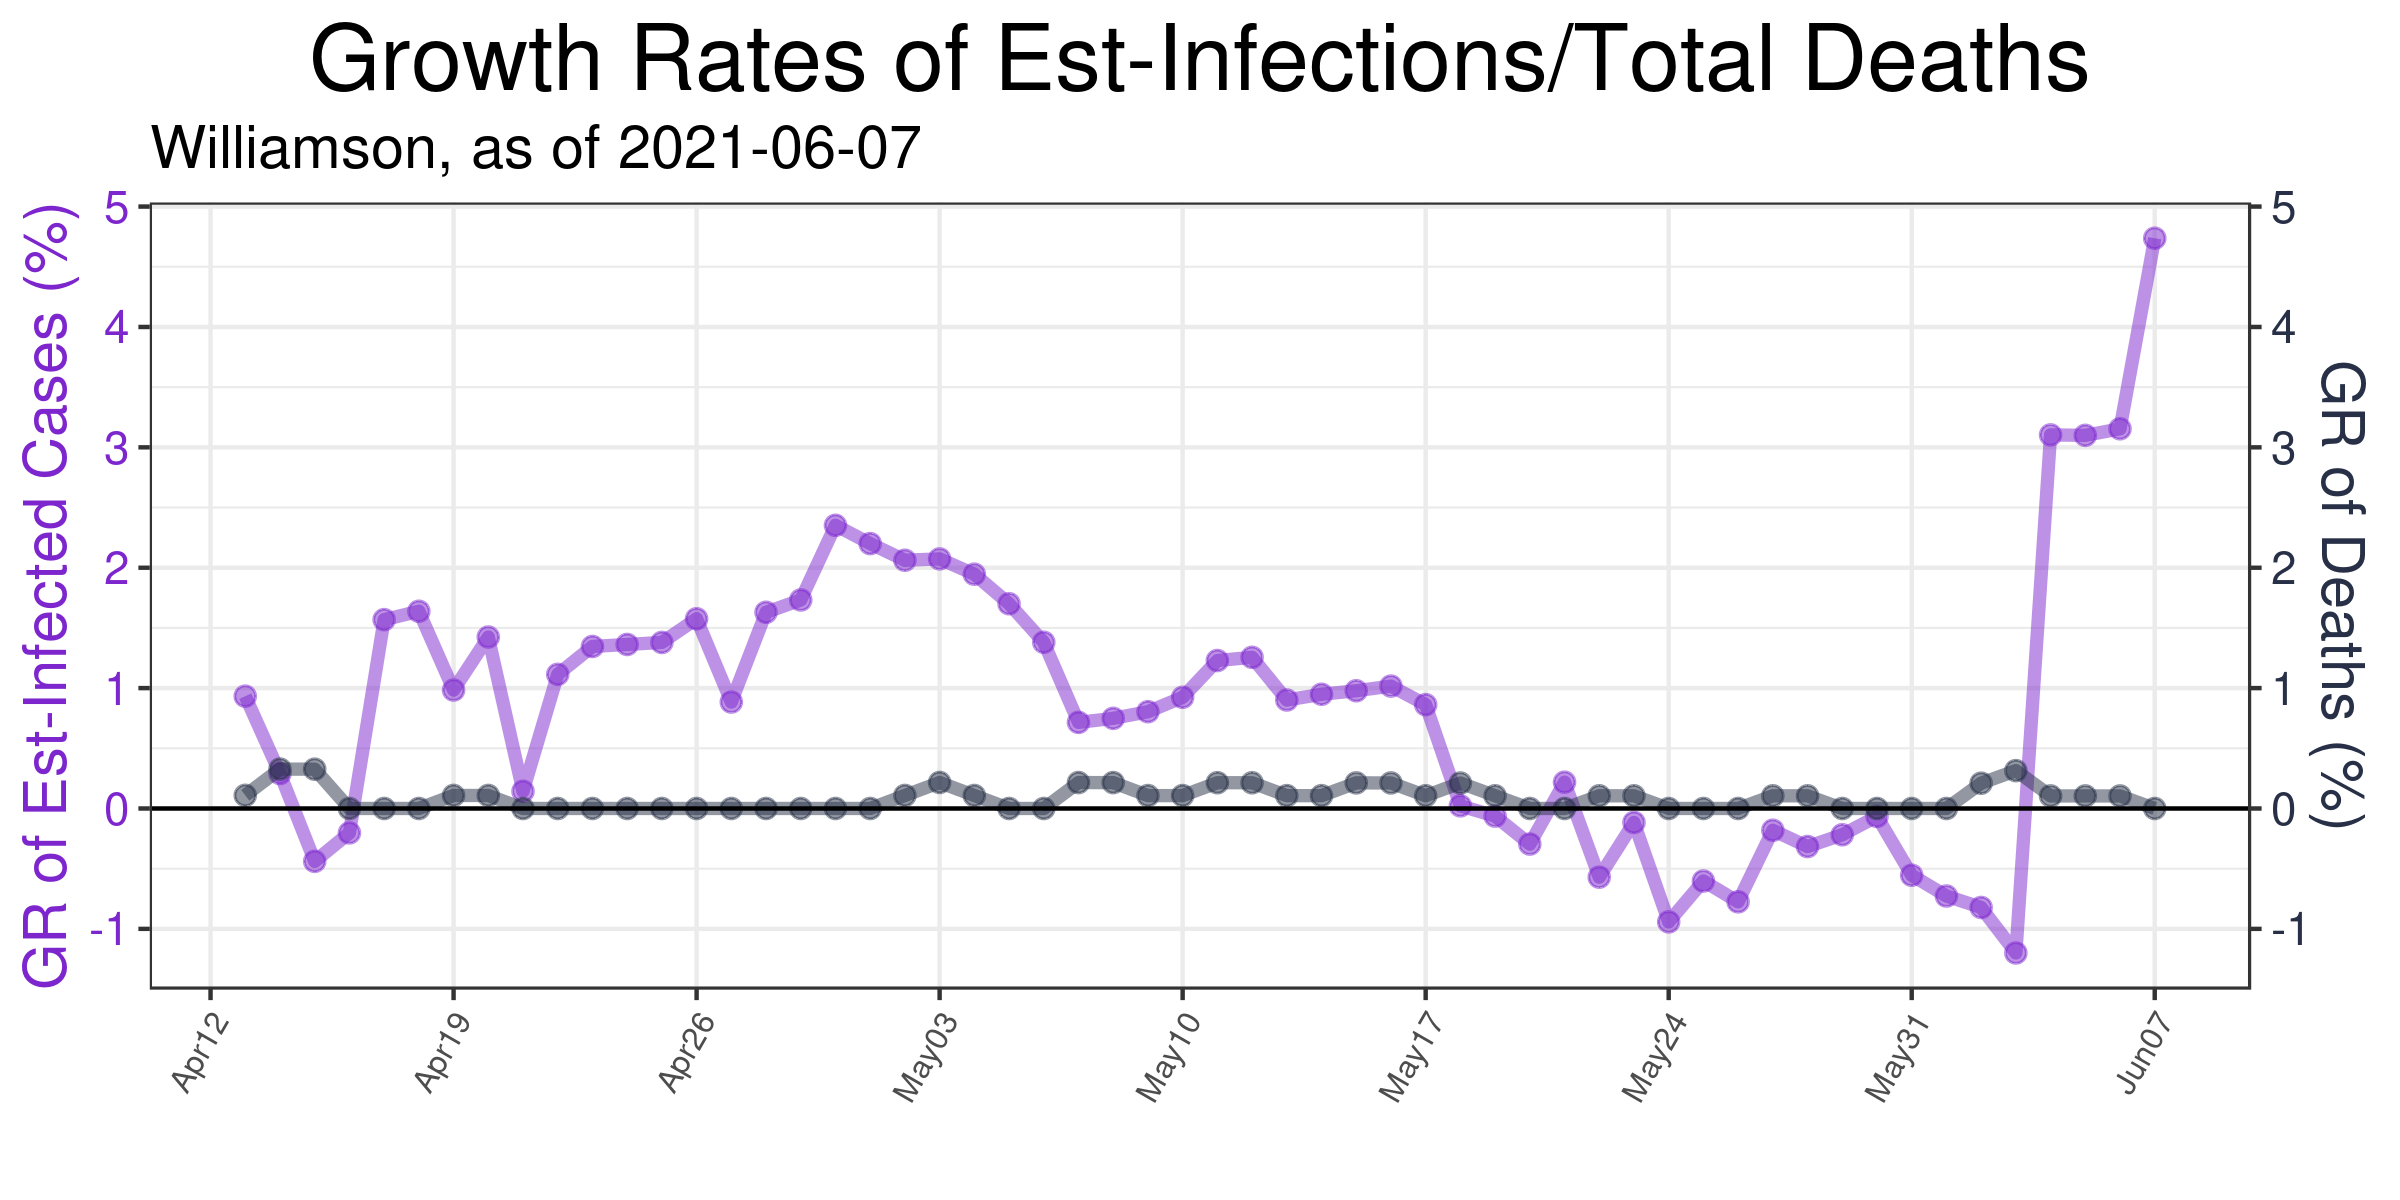 Growth Rates of Est-Infections/Total Deaths
Williamson, as of 2021-06-07
GR of Est-Infected Cases (%)
5
4
3
2
1
0
-1
5
4
3
2
1
0
-1
GR of Deaths (%)
Apr12 Apr19 Apr26 May03 May10 May17 May24 May31 Jun07